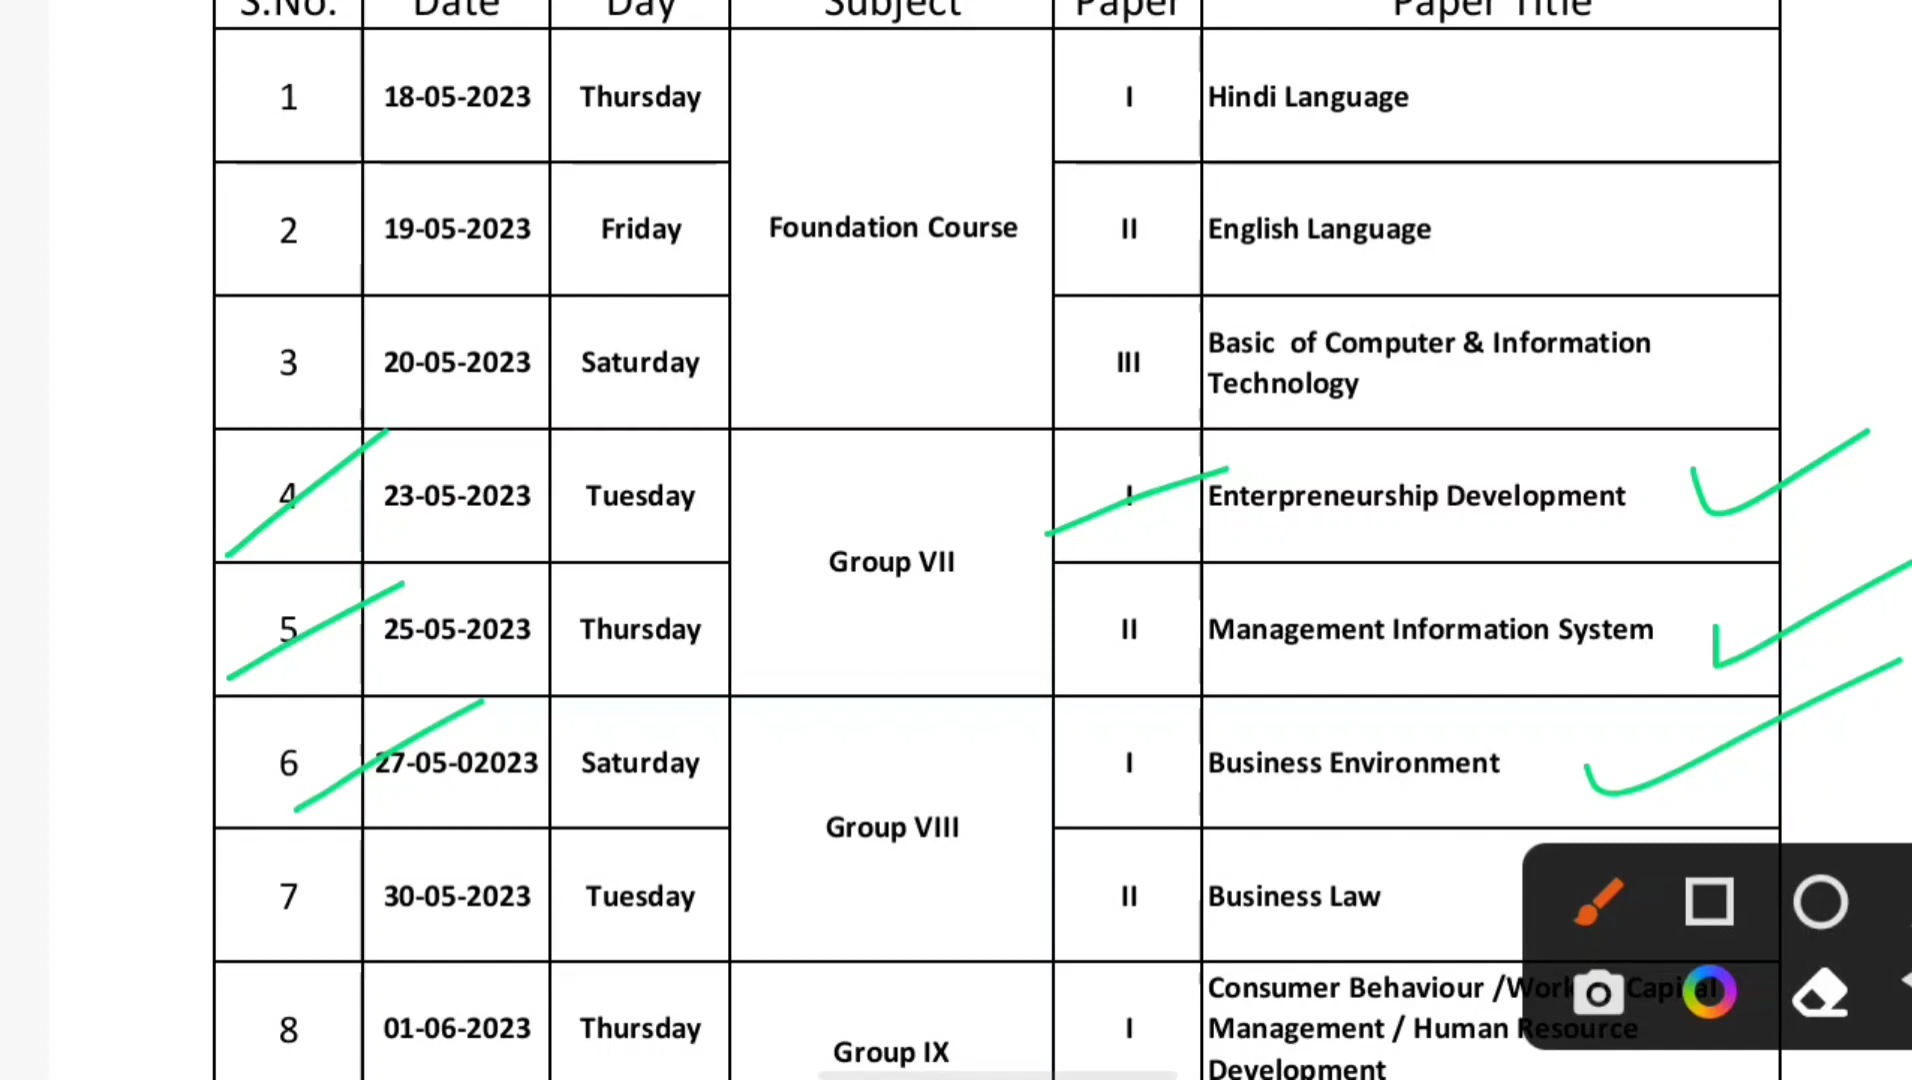 S.No. Date Day Subject Paper Paper Title
1 18-05-2023 Thursday Foundation Course I Hindi Language
2 19-05-2023 Friday II English Language
3 20-05-2023 Saturday III Basic of Computer & Information
Technology
4 23-05-2023 Tuesday Group VII I Enterpreneurship Development
5 25-05-2023 Thursday II Management Information System
6 27-05-02023 Saturday Group VIII I Business Environment
7 30-05-2023 Tuesday II Business Law
8 01-06-2023 Thursday Group IX I Consumer Behaviour / Capital
Management / Human Resource
Development